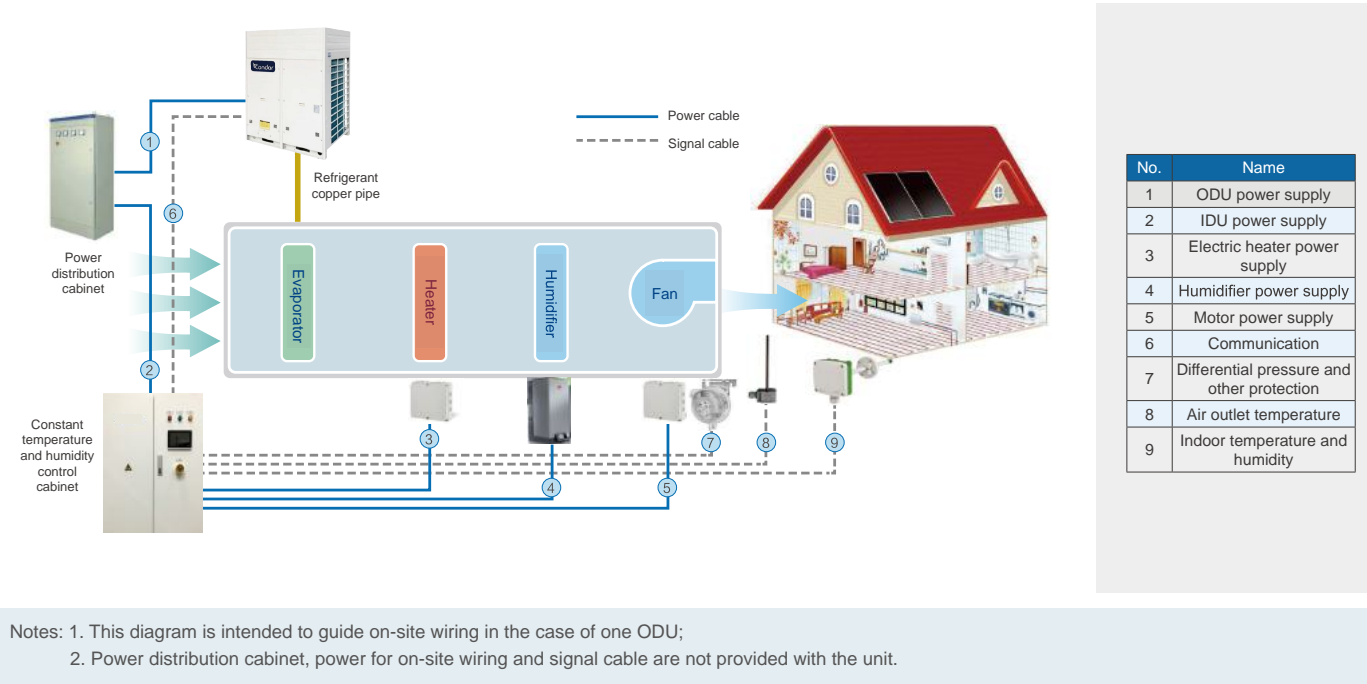 Condor
Power cable
Signal cable
1
Refrigerant
copper pipe
6
Power
distribution
cabinet
Evaporator
Heater
Humidifier
Fan
2
Constant
temperature
and humidity
control
cabinet
3
7
8
9
4
5
No. Name
1 ODU power supply
2 IDU power supply
3 Electric heater power
supply
4 Humidifier power supply
5 Motor power supply
6 Communication
7 Differential pressure and
other protection
8 Air outlet temperature
9 Indoor temperature and
humidity
Notes: 1. This diagram is intended to guide on-site wiring in the case of one ODU;
2. Power distribution cabinet, power for on-site wiring and signal cable are not provided with the unit.